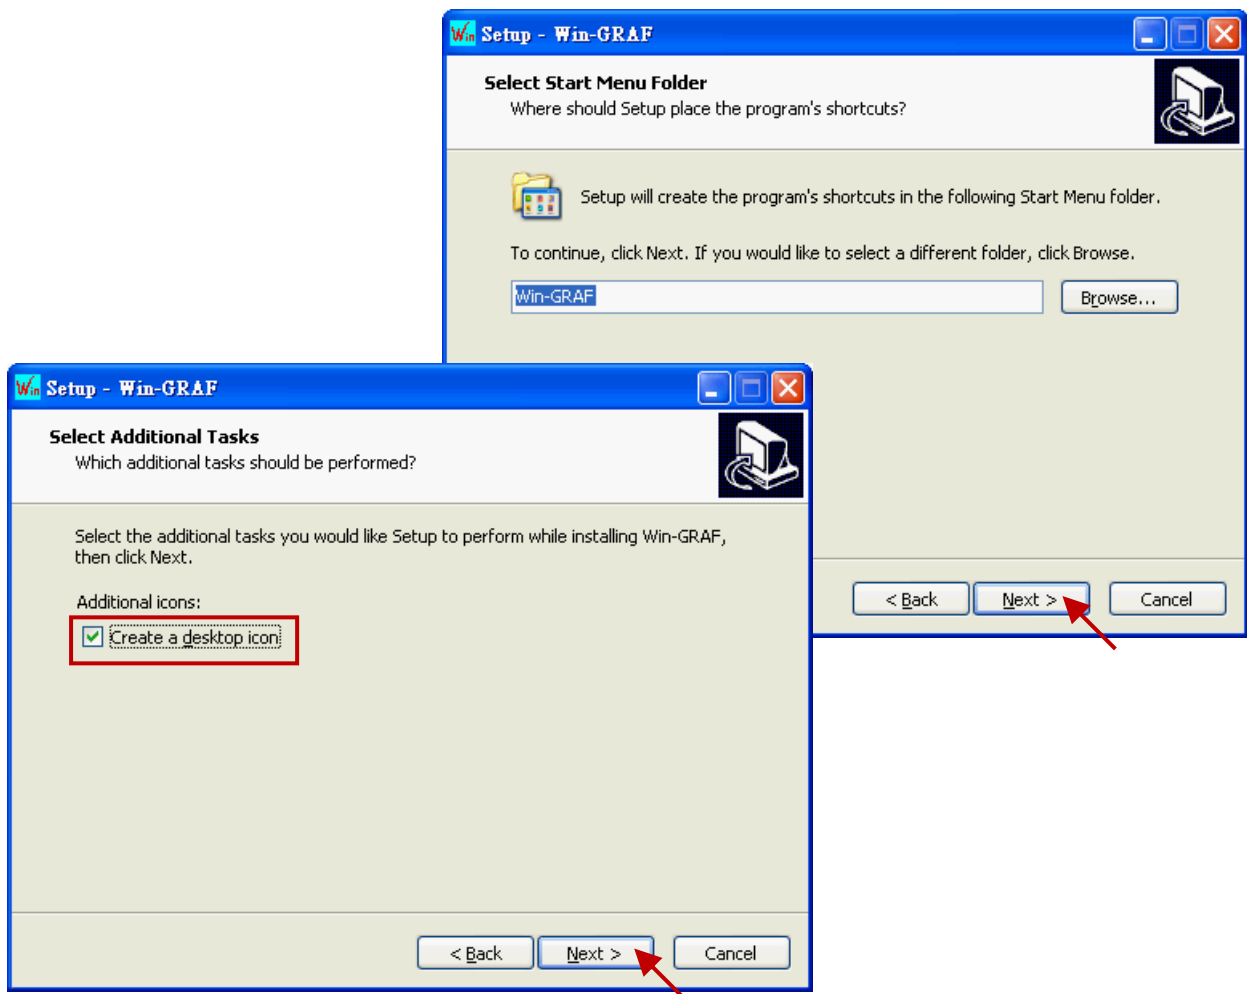 Win Setup - Win-GRAF
Select Start Menu Folder
Where should Setup place the program's shortcuts?
Setup will create the program's shortcuts in the following Start Menu folder.
To continue, click Next. If you would like to select a different folder, click Browse.
Win-GRAF
Browse...
< Back
Next >
Cancel
Win Setup - Win-GRAF
Select Additional Tasks
Which additional tasks should be performed?
Select the additional tasks you would like Setup to perform while installing Win-GRAF,
then click Next.
Additional icons:
Create a desktop icon
< Back
Next >
Cancel